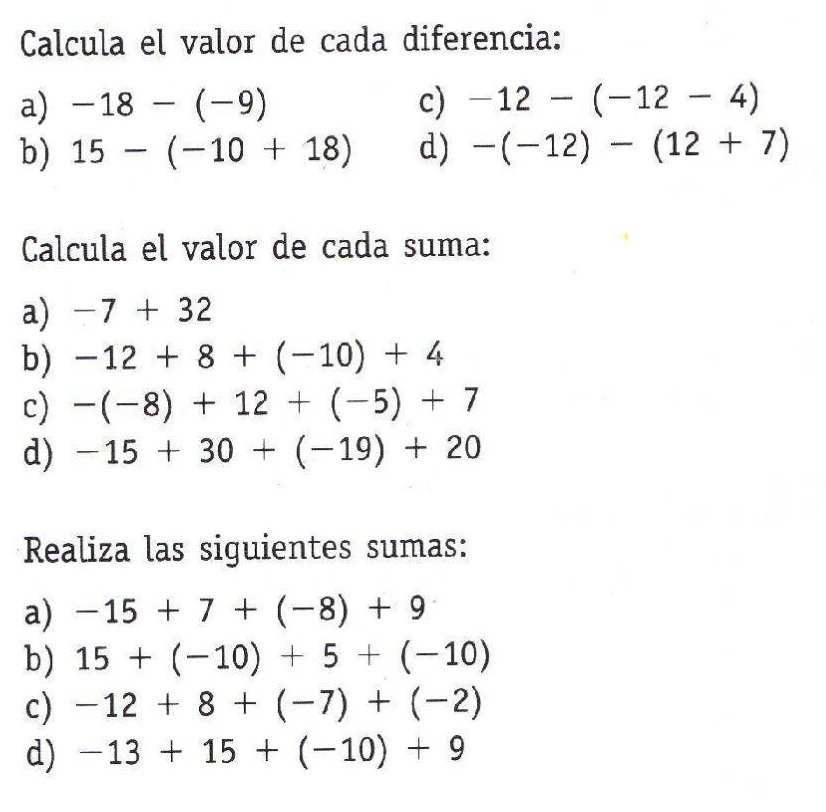 Calcula el valor de cada diferencia:
a) −18 − (−9)
c) −12 − (−12 − 4)
b) 15 − (−10 + 18)
d) −(−12) − (12 + 7)
Calcula el valor de cada suma:
a) −7 + 32
b) −12 + 8 + (−10) + 4
c) −(−8) + 12 + (−5) + 7
d) −15 + 30 + (−19) + 20
Realiza las siguientes sumas:
a) −15 + 7 + (−8) + 9
b) 15 + (−10) + 5 + (−10)
c) −12 + 8 + (−7) + (−2)
d) −13 + 15 + (−10) + 9